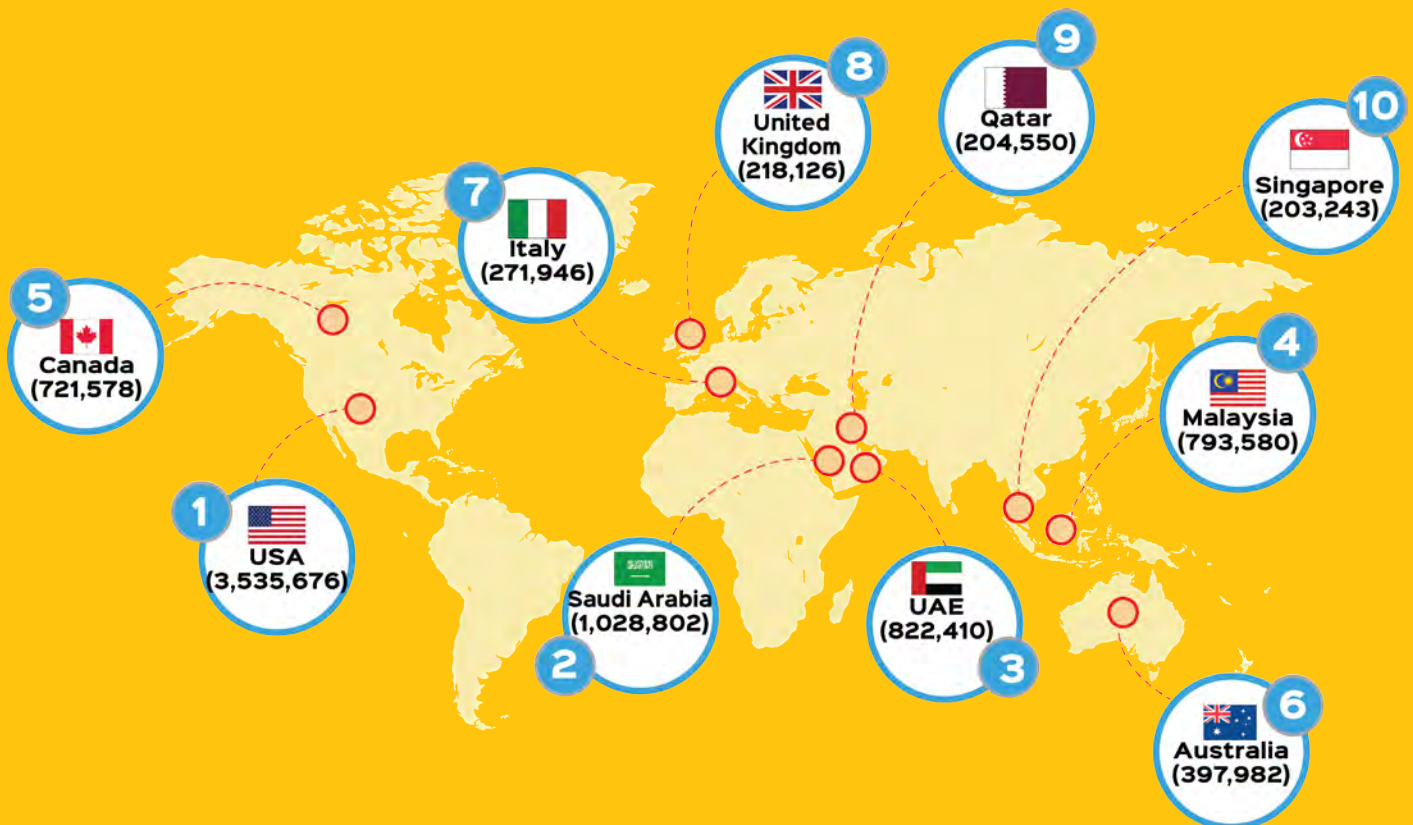 1
USA
(3,535,676)
2
Saudi Arabia
(1,028,802)
3
UAE
(822,410)
4
Malaysia
(793,580)
5
Canada
(721,578)
6
Australia
(397,982)
7
Italy
(271,946)
8
United
Kingdom
(218,126)
9
Qatar
(204,550)
10
Singapore
(203,243)